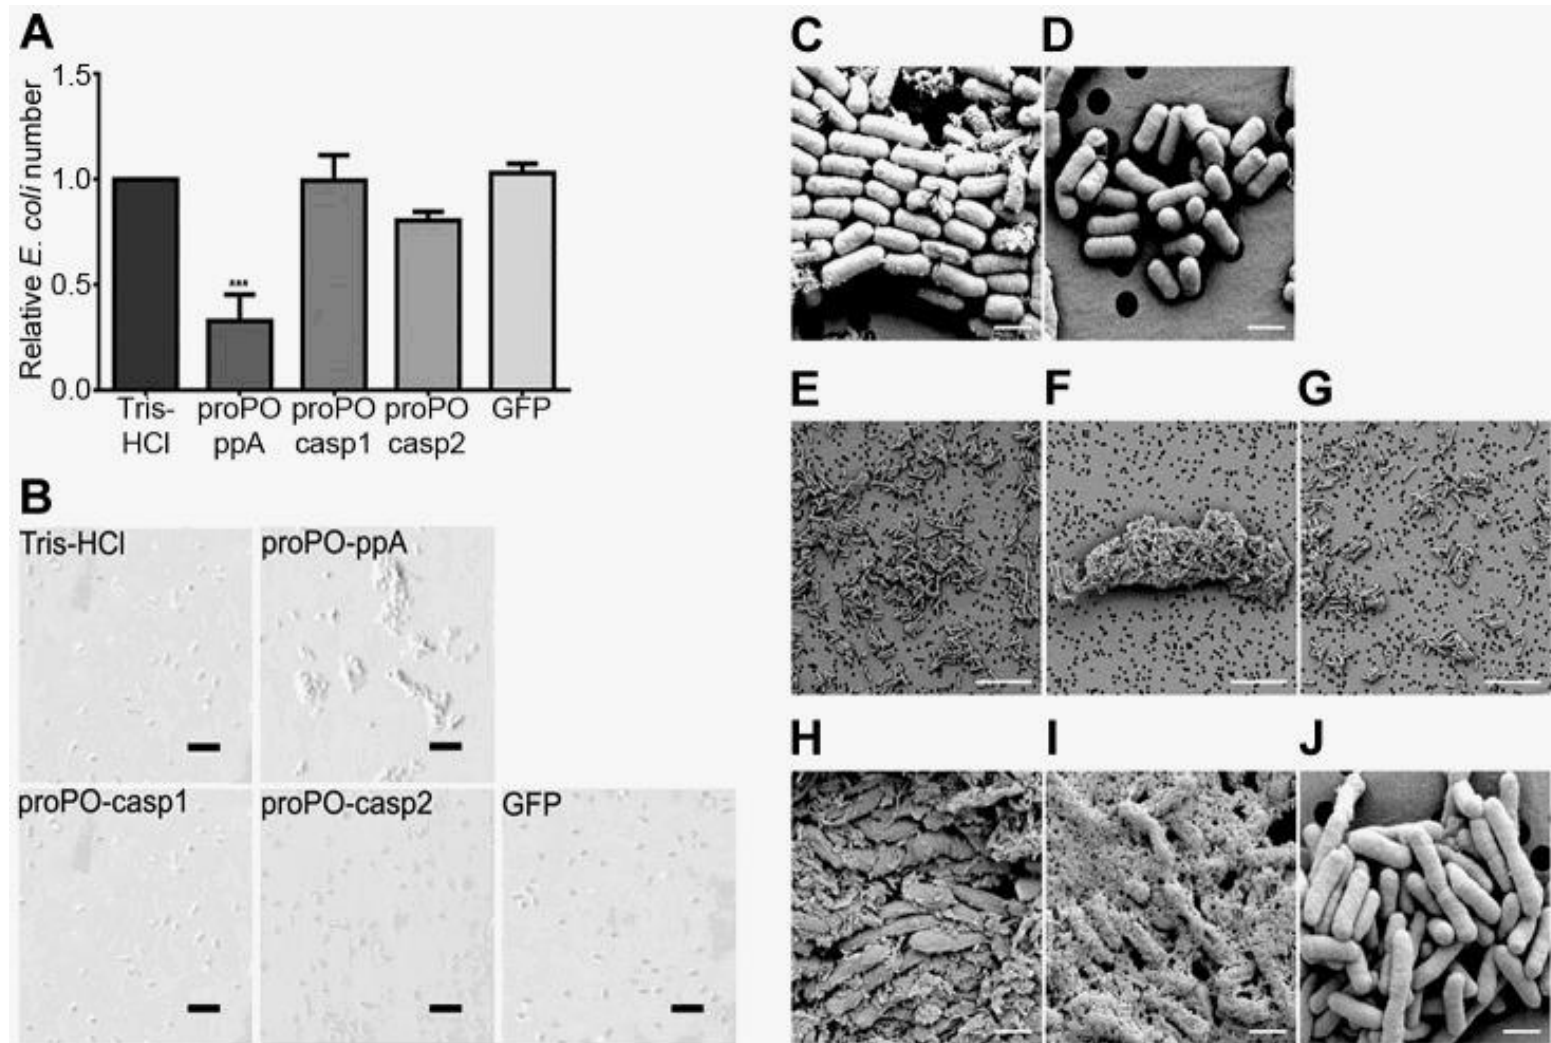 A
1.5
1.0
0.5
0.0
Relative E. coli number
***
Tris-
HCl
proPO
ppA
proPO
casp1
proPO
casp2
GFP
B
Tris-HCl
proPO-ppA
proPO-casp1
proPO-casp2
GFP
C
D
E
F
G
H
I
J